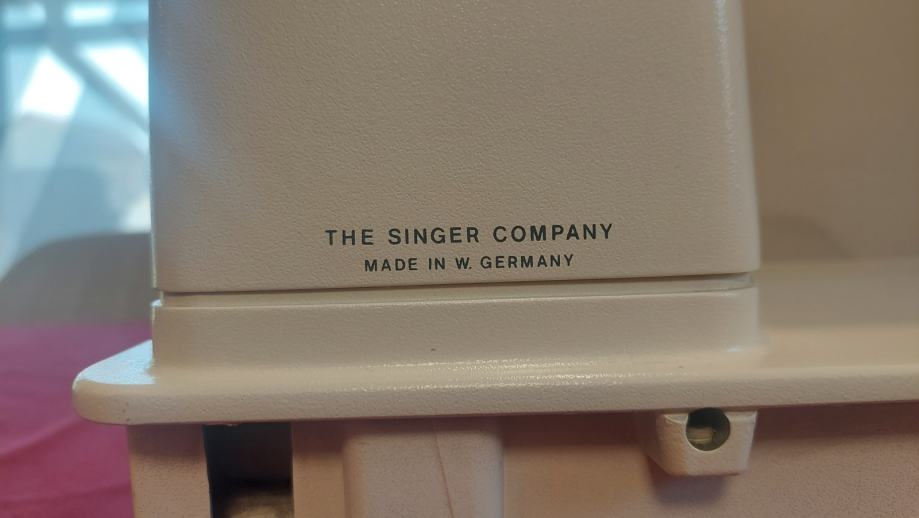 THE SINGER COMPANY
MADE IN W. GERMANY